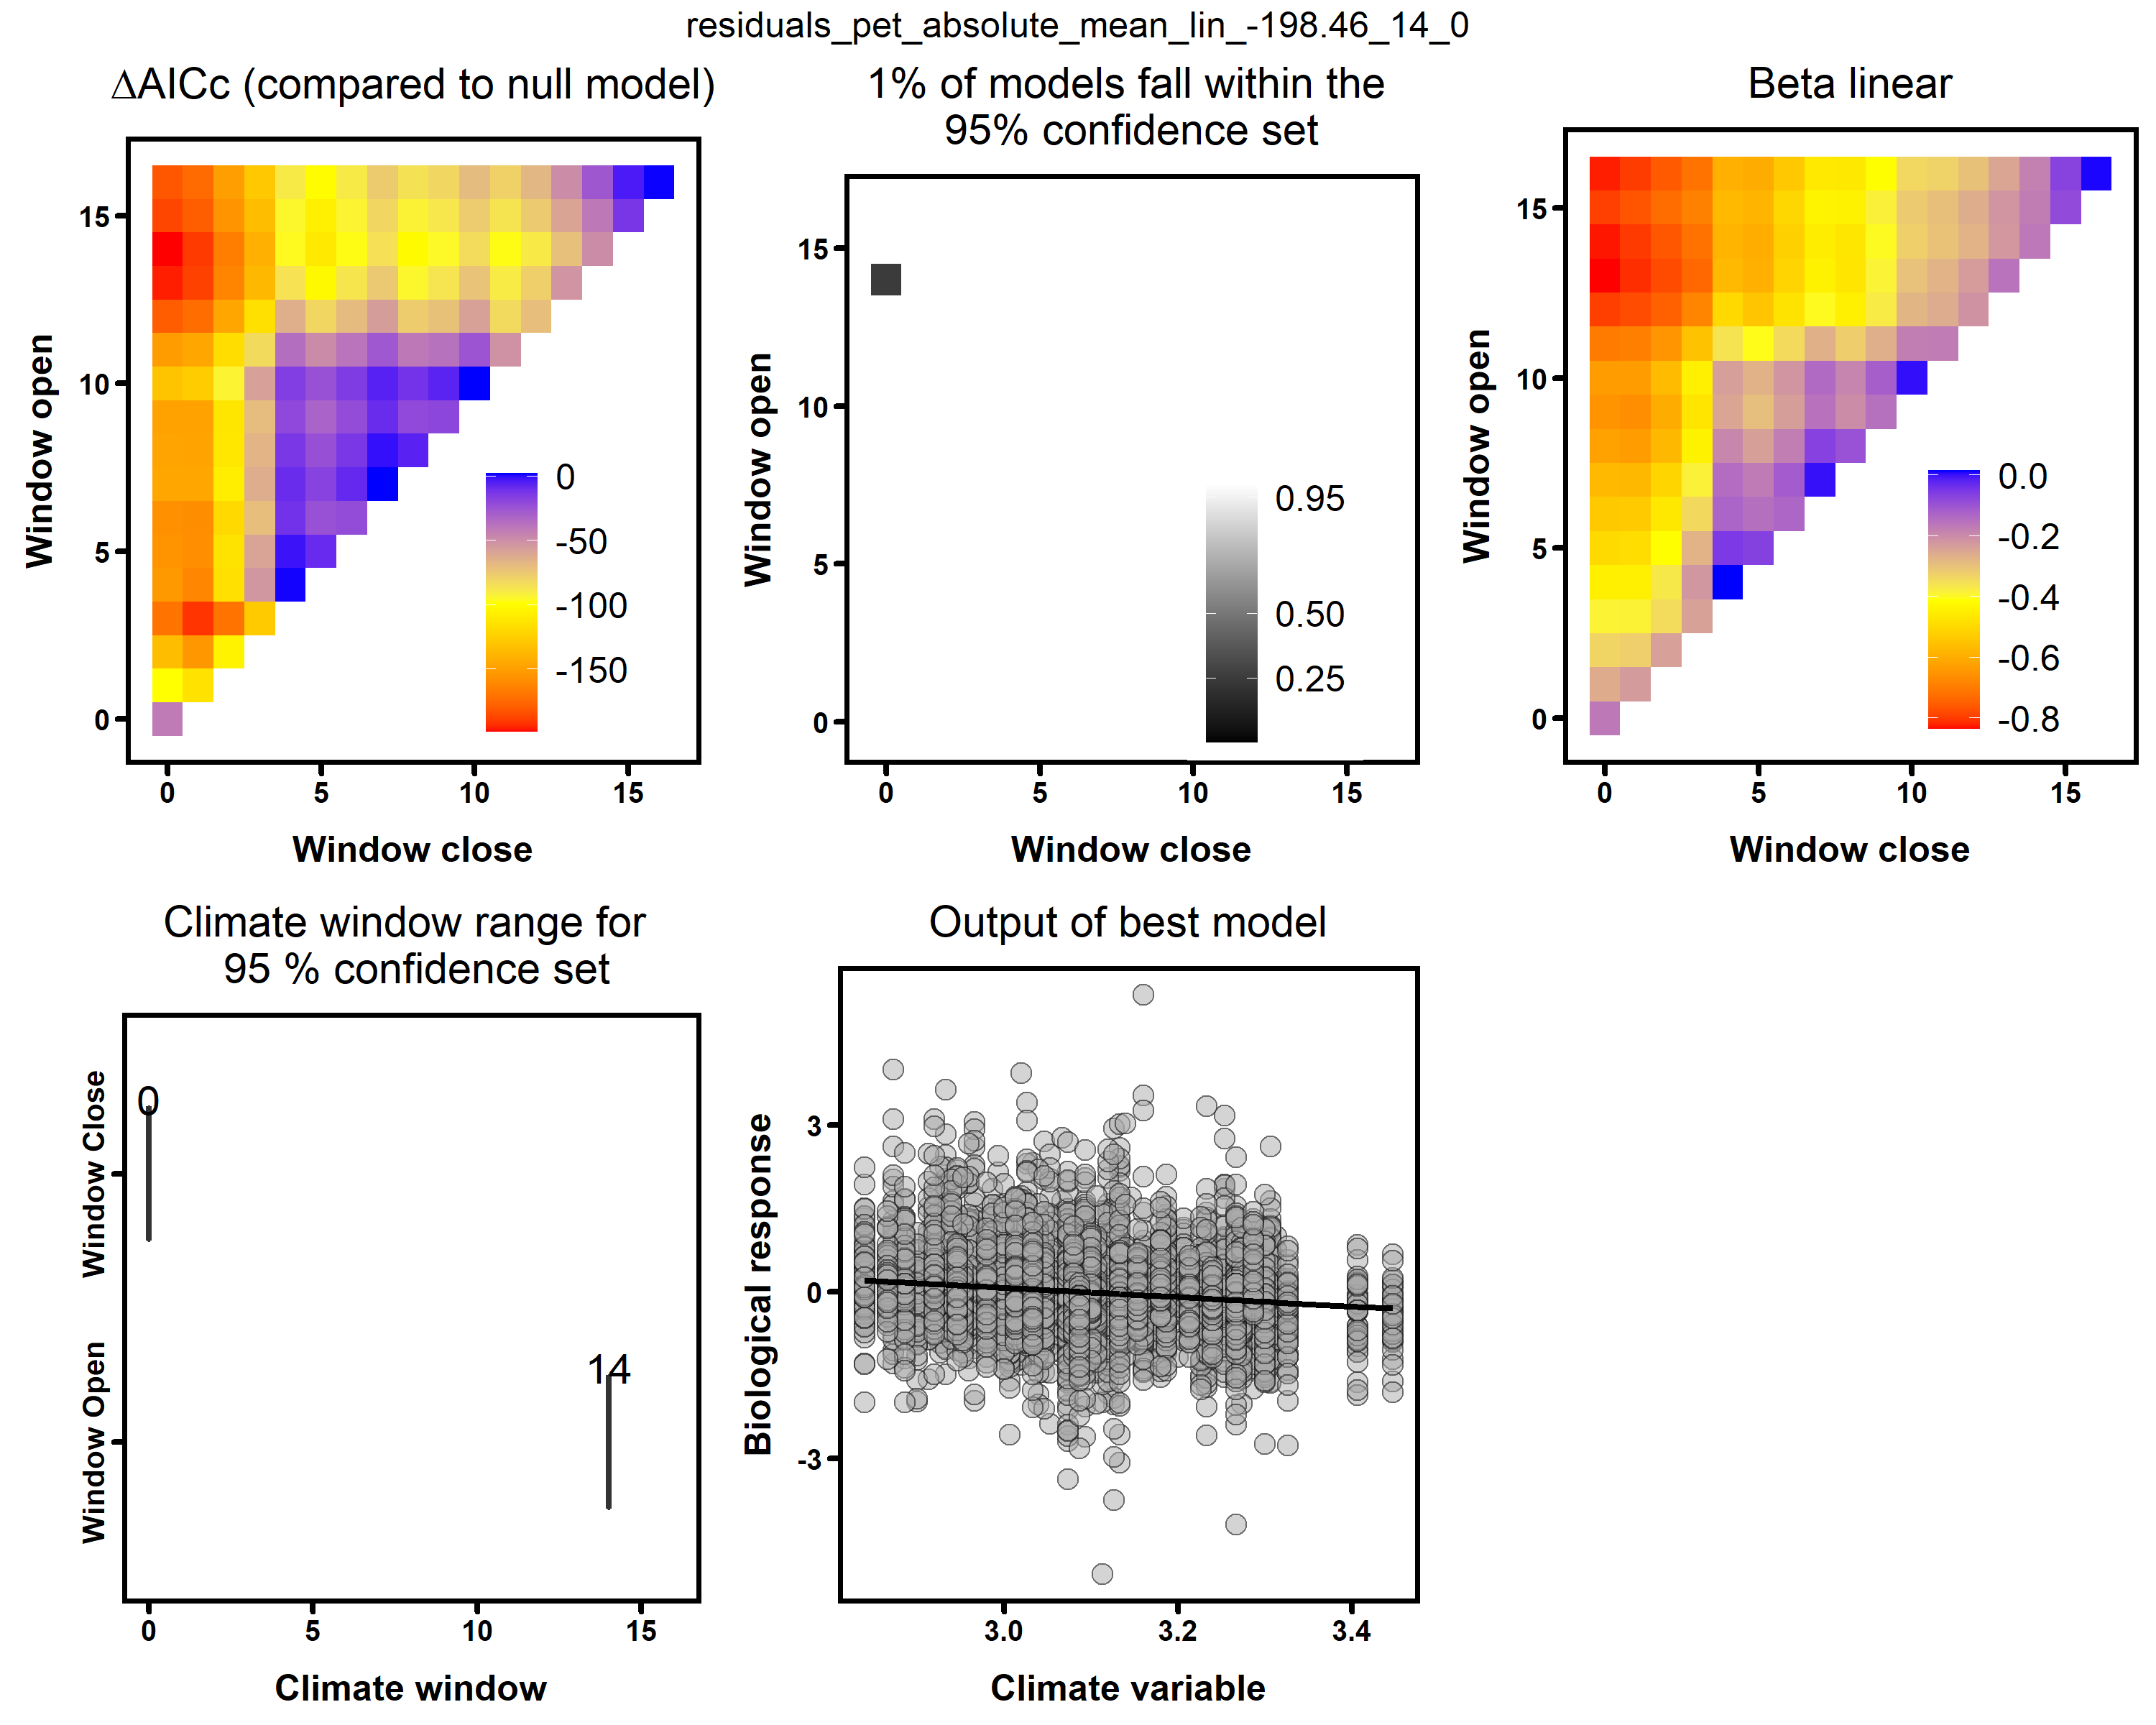 residuals_pet_absolute_mean_lin_-198.46_14_0
ΔAICc (compared to null model)
Window open
15
10
5
0
0
-50
-100
-150
0 5 10 15
Window close
1% of models fall within the
95% confidence set
Window open
15
10
5
0
0.95
0.50
0.25
0 5 10 15
Window close
Beta linear
Window open
15
10
5
0
0.0
-0.2
-0.4
-0.6
-0.8
0 5 10 15
Window close
Climate window range for
95 % confidence set
Window Close
Window Open
0
14
0 5 10 15
Climate window
Output of best model
Biological response
3
0
-3
3.0 3.2 3.4
Climate variable